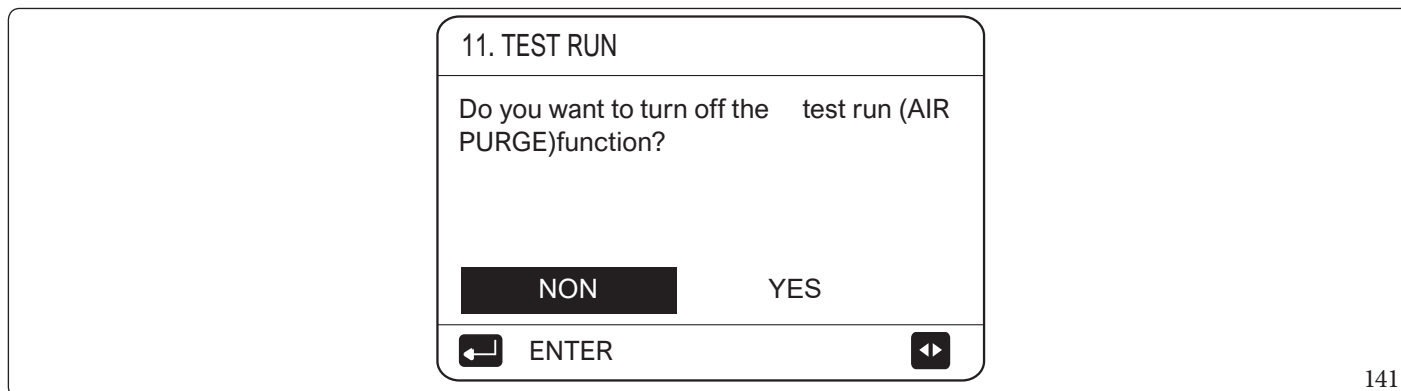 11. TEST RUN
Do you want to turn off the test run (AIR
PURGE)function?
NON YES
ENTER
141